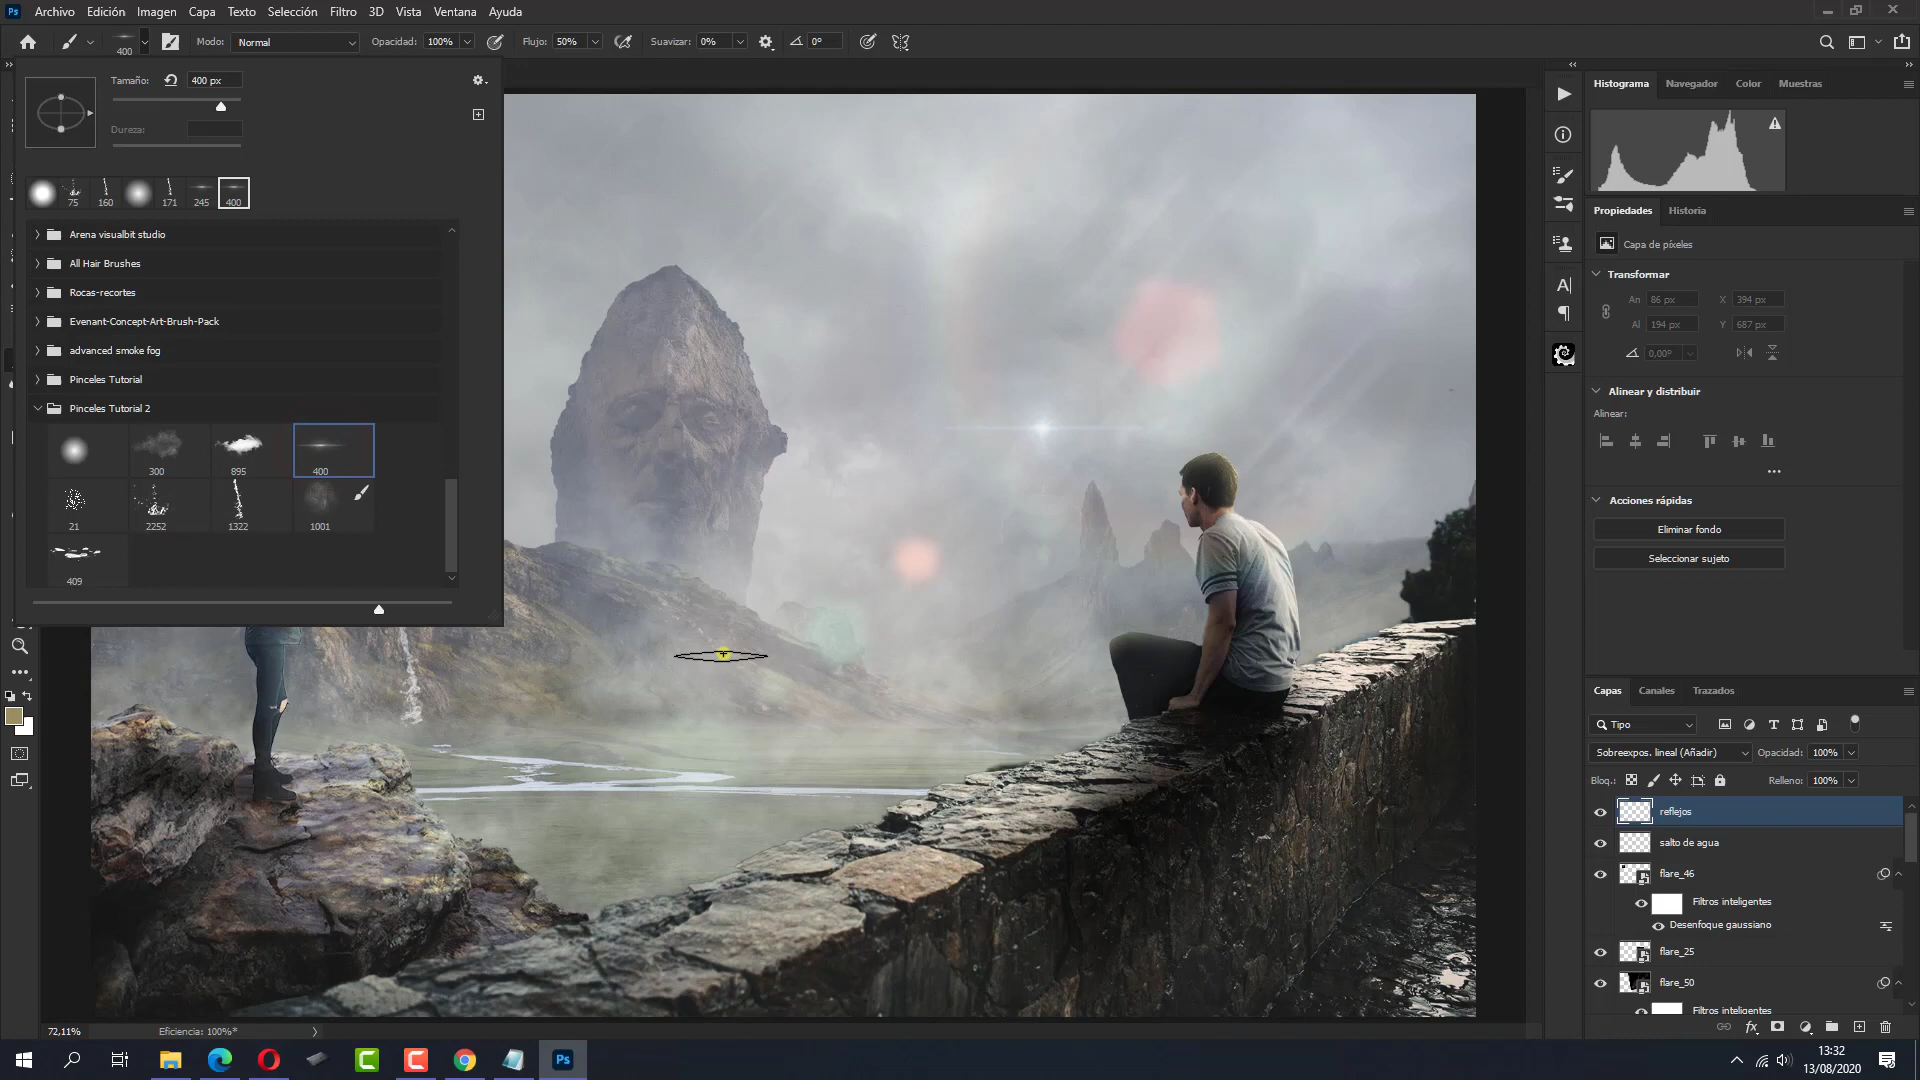 Ps Archivo Edición Imagen Capa Texto Selección Filtro 3D Vista Ventana Ayuda
400 Modo: Normal Opacidad: 100% Flujo: 50% Suavizar: 0% 0°
Tamaño: 400 px
Dureza:
75 160 171 245 400
Arena visualbit studio
All Hair Brushes
Rocas-recortes
Evenant-Concept-Art-Brush-Pack
advanced smoke fog
Pinceles Tutorial
Pinceles Tutorial 2
300 895 400
21 2252 1322 1001
409
Histograma Navegador Color Muestras
Propiedades Historia
Capa de píxeles
Transformar
An 86 px X 394 px
Al 194 px Y 687 px
0,00°
Alinear y distribuir
Alinear:
Acciones rápidas
Eliminar fondo
Seleccionar sujeto
Capas Canales Trazados
Tipo
Sobreexpos. lineal (Añadir) Opacidad: 100%
Bloq.: Relleno: 100%
reflejos
salto de agua
flare_46
Filtros inteligentes
Desenfoque gaussiano
flare_25
flare_50
Filtros inteligentes
72,11% Eficiencia: 100%*
Ps
13:32
13/08/2020